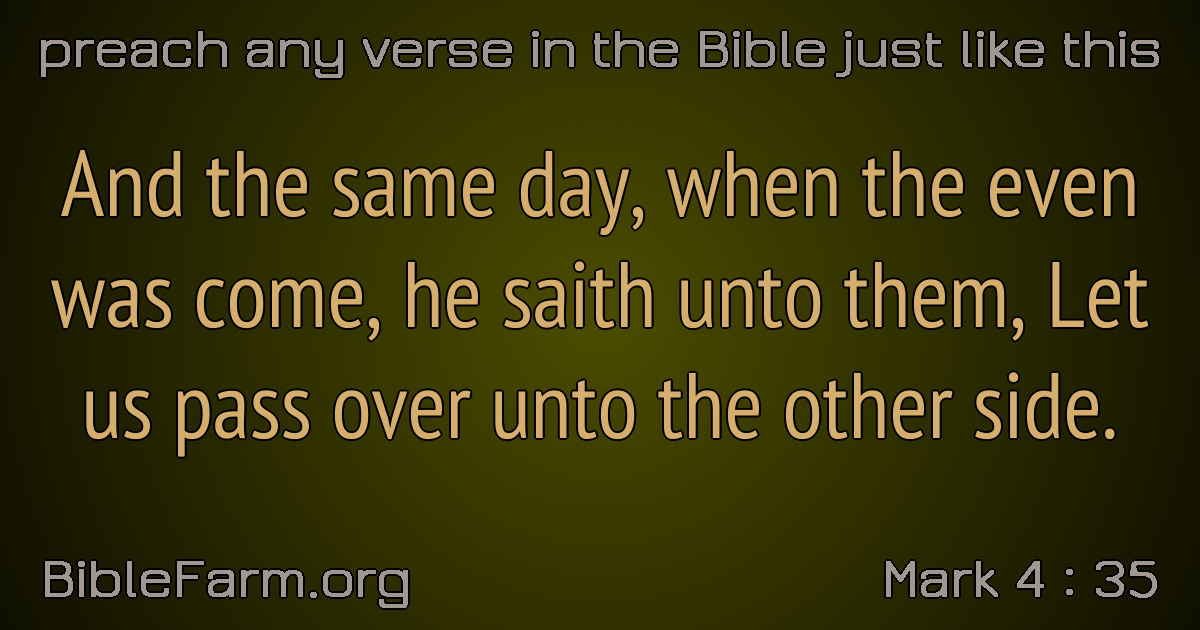 preach any verse in the Bible just like this
And the same day, when the even
was come, he saith unto them, Let
us pass over unto the other side.
BibleFarm.org
Mark 4 : 35